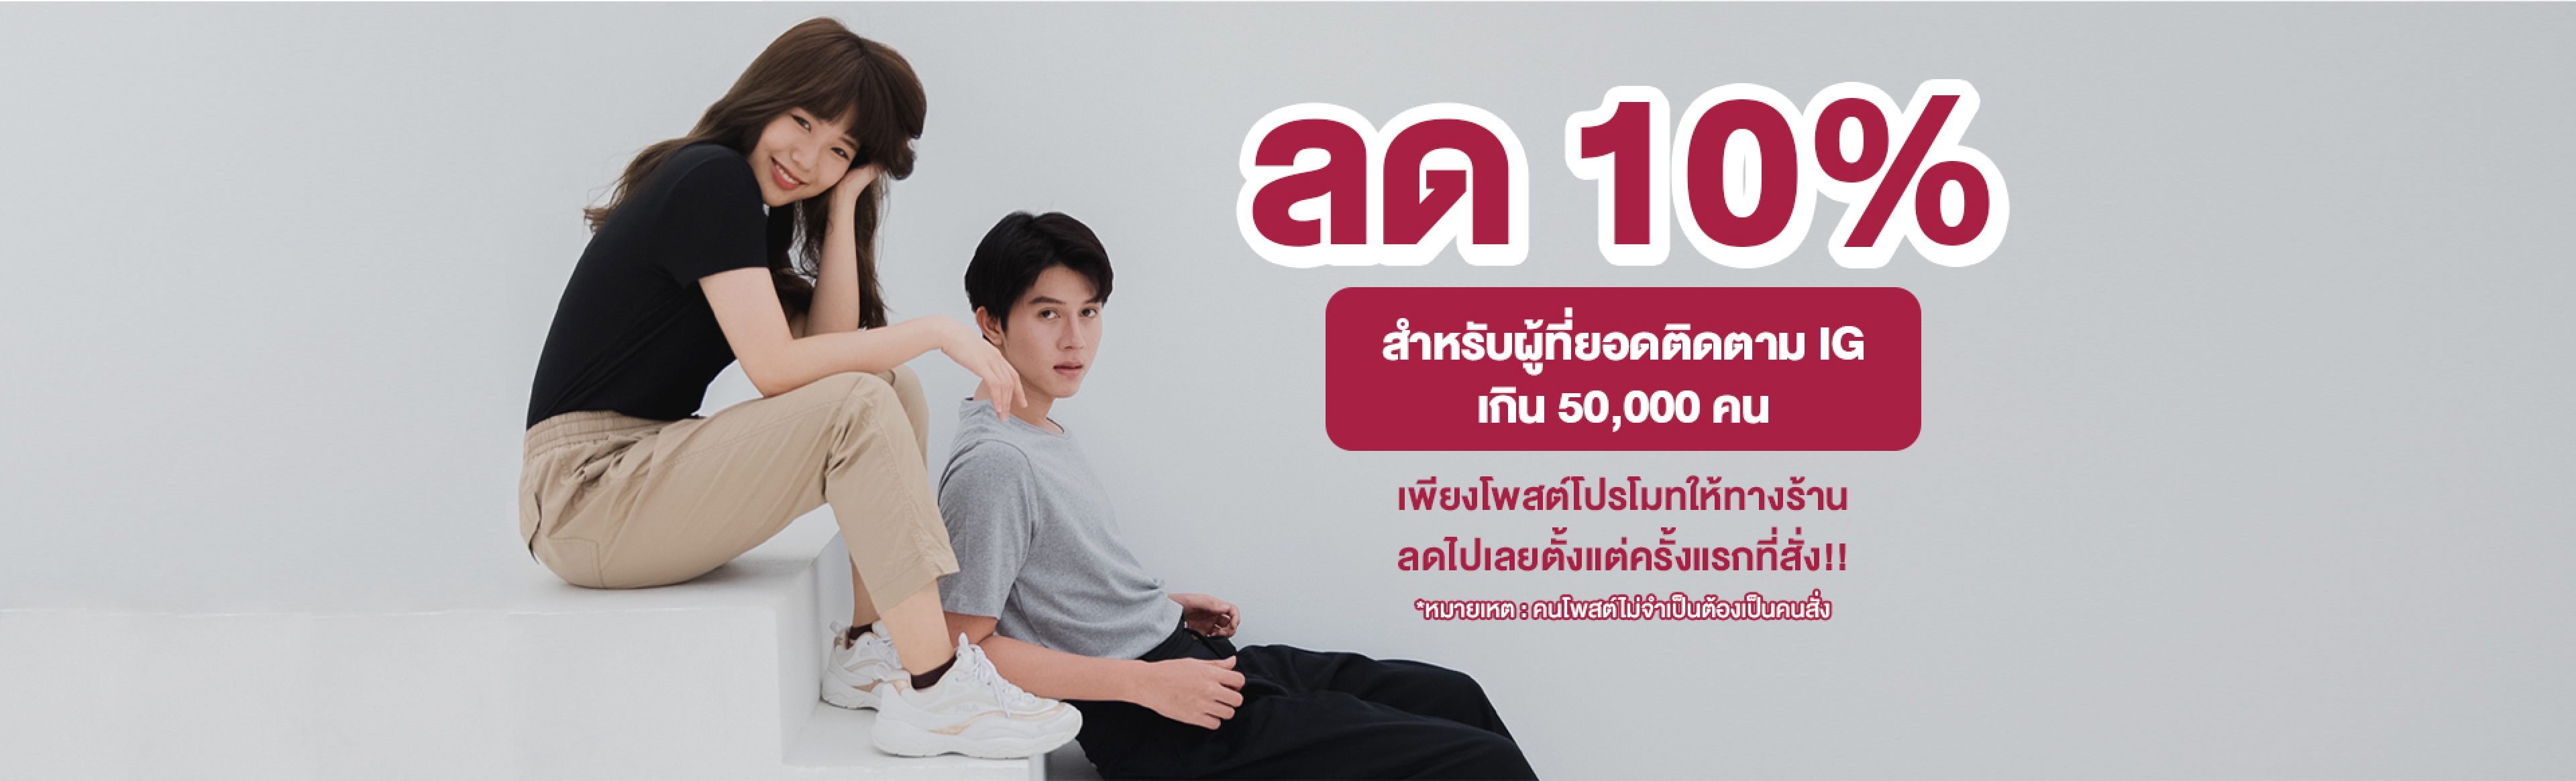 ลด 10%
สำหรับผู้ที่ยอดติดตาม IG
เกิน 50,000 คน
เพียงโพสต์โปรโมทให้ทางร้าน
ลดไปเลยตั้งแต่ครั้งแรกที่สั่ง!!
*หมายเหต : คนโพสต์ไม่จำเป็นต้องเป็นคนสั่ง